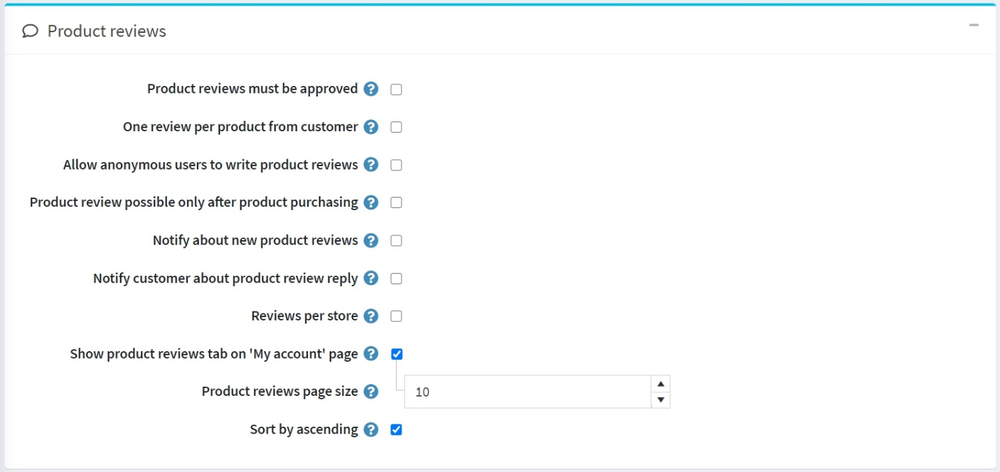 Product reviews
Product reviews must be approved
One review per product from customer
Allow anonymous users to write product reviews
Product review possible only after product purchasing
Notify about new product reviews
Notify customer about product review reply
Reviews per store
Show product reviews tab on 'My account' page
Product reviews page size 10
Sort by ascending